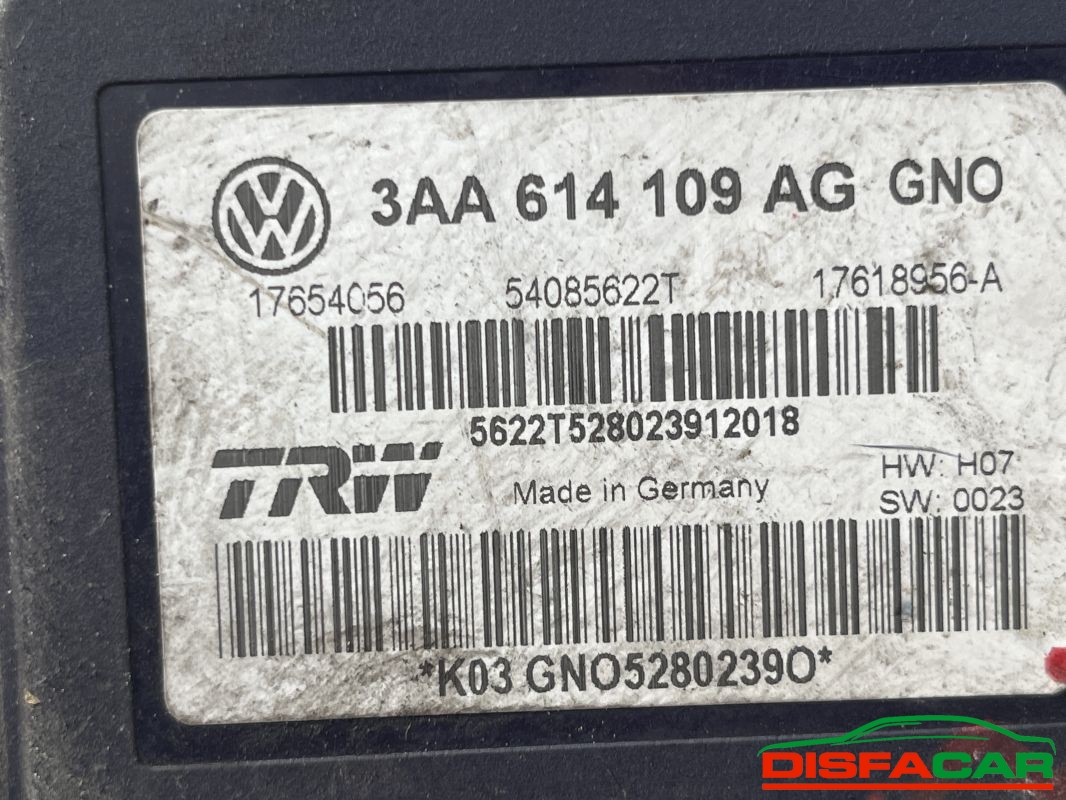 3AA 614 109 AG GNO
17654056 54085622T 17618956-A
5622T528023912018
TRW
Made in Germany
HW: H07
SW: 0023
*K03 GNO5280239O*
DISFACAR